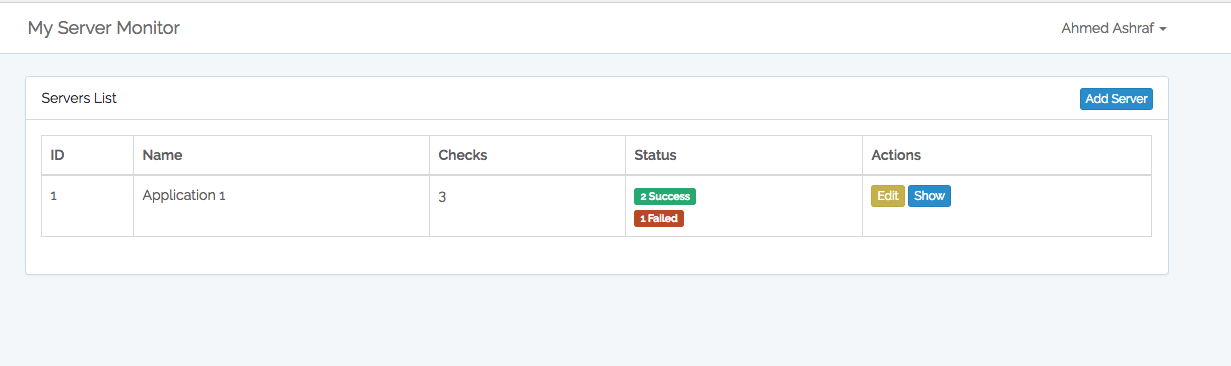 My Server Monitor Ahmed Ashraf
Servers List Add Server
ID Name Checks Status Actions
1 Application 1 3 2 Success Edit Show
1 Failed